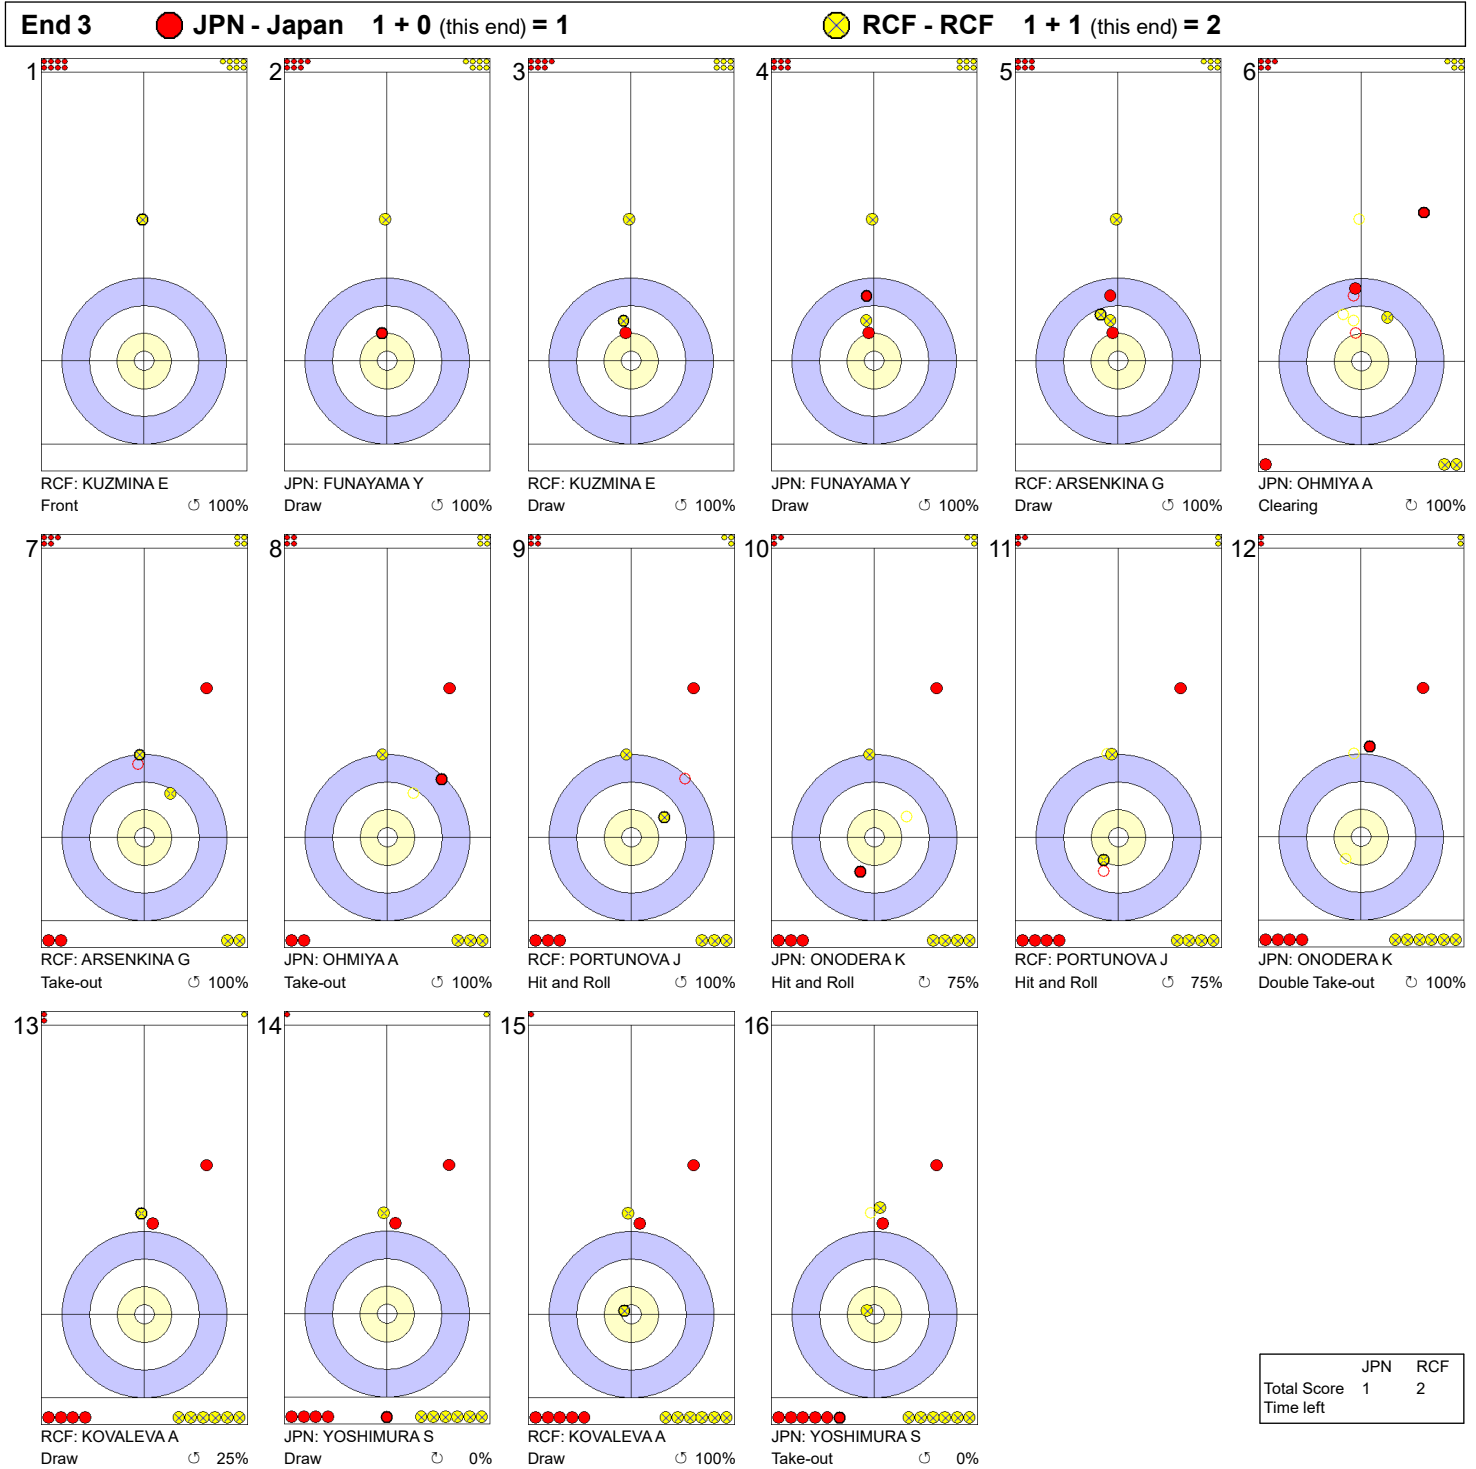 End 3 JPN - Japan 1 + 0 (this end) = 1 RCF - RCF 1 + 1 (this end) = 2
1 2 3 4 5 6
RCF: KUZMINA E JPN: FUNAYAMA Y RCF: KUZMINA E JPN: FUNAYAMA Y RCF: ARSENKINA G JPN: OHMIYA A
Front ↺ 100% Draw ↺ 100% Draw ↺ 100% Draw ↺ 100% Draw ↺ 100% Clearing ↻ 100%
7 8 9 10 11 12
RCF: ARSENKINA G JPN: OHMIYA A RCF: PORTUNOVA J JPN: ONODERA K RCF: PORTUNOVA J JPN: ONODERA K
Take-out ↺ 100% Take-out ↺ 100% Hit and Roll ↺ 100% Hit and Roll ↻ 75% Hit and Roll ↺ 75% Double Take-out ↻ 100%
13 14 15 16
RCF: KOVALEVA A JPN: YOSHIMURA S RCF: KOVALEVA A JPN: YOSHIMURA S
Draw ↺ 25% Draw ↻ 0% Draw ↺ 100% Take-out ↺ 0%
JPN RCF
Total Score 1 2
Time left